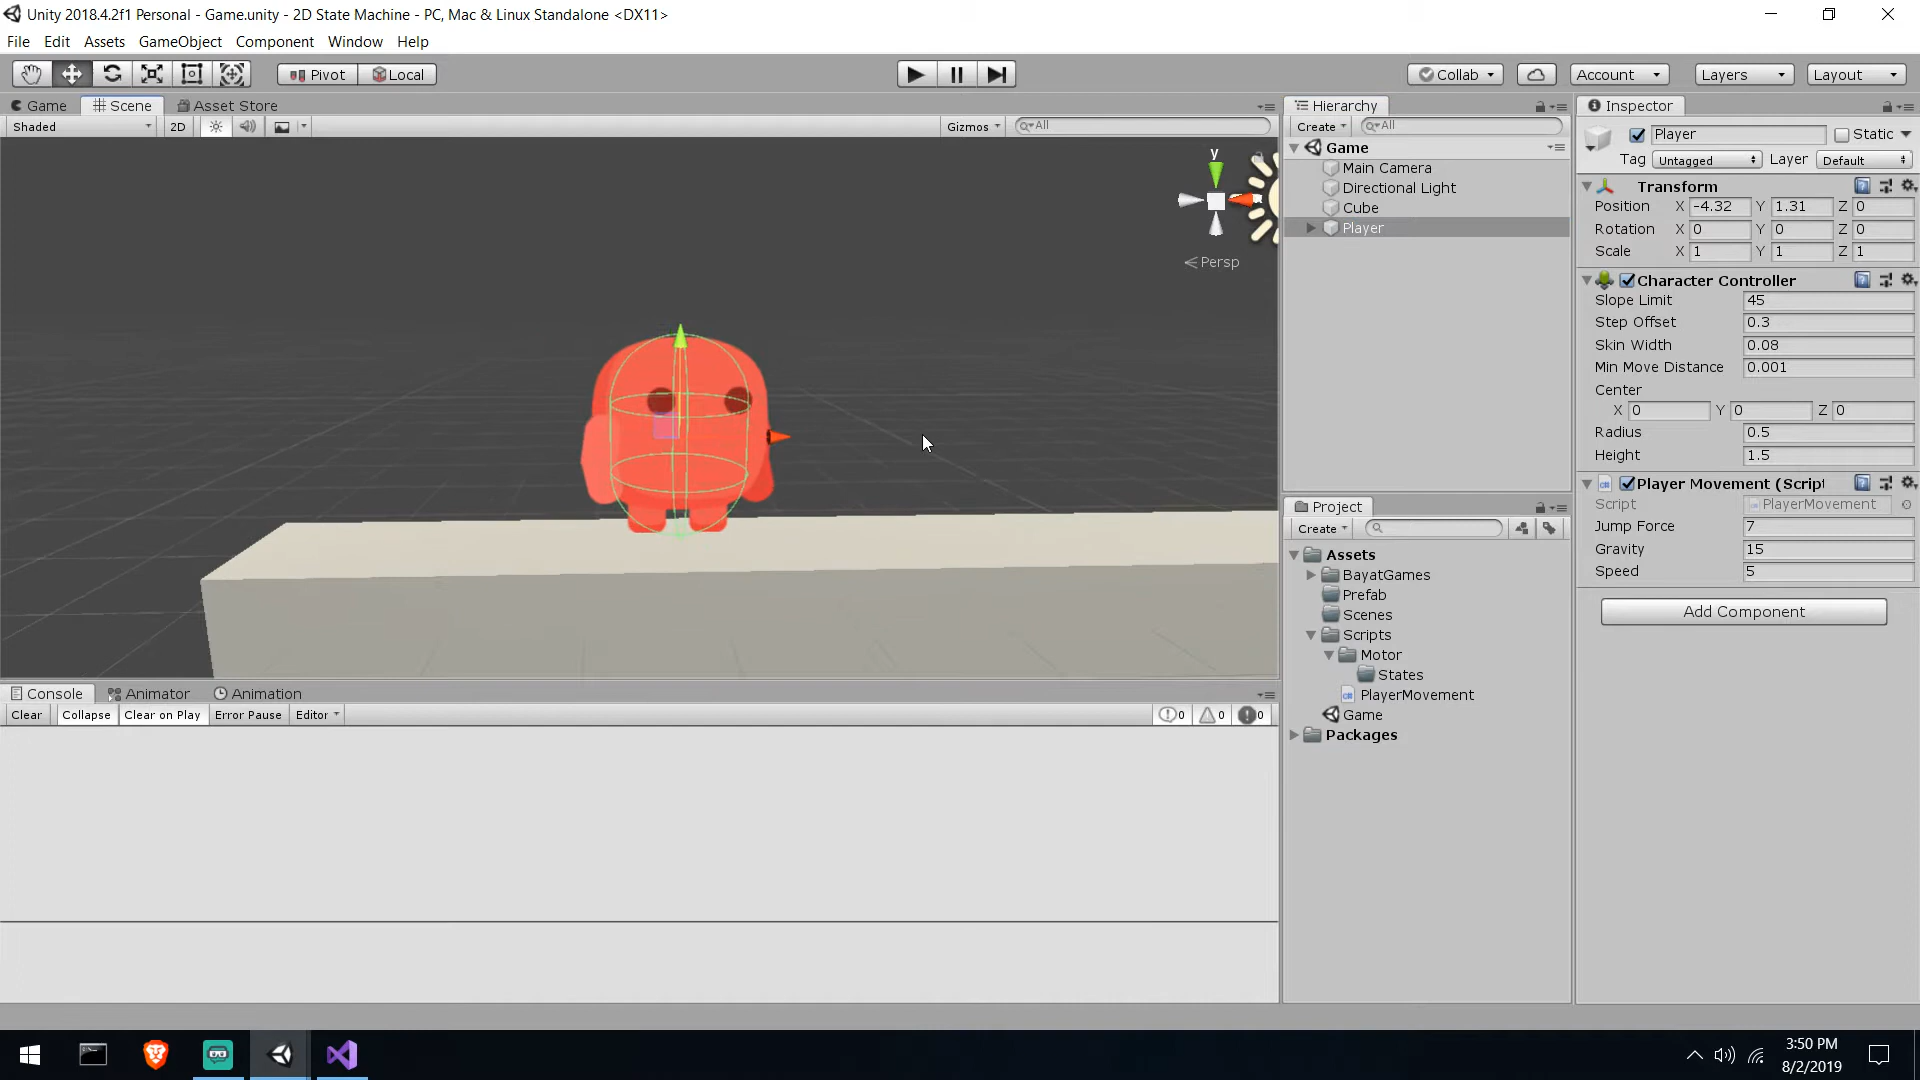 Unity 2018.4.2f1 Personal - Game.unity - 2D State Machine - PC, Mac & Linux Standalone <DX11>
File Edit Assets GameObject Component Window Help
Pivot Local Collab Account Layers Layout
Game Scene Asset Store
Shaded 2D Gizmos All
y
Persp
Hierarchy
Create All
Game
Main Camera
Directional Light
Cube
Player
Project
Create
Assets
BayatGames
Prefab
Scenes
Scripts
Motor
States
PlayerMovement
Game
Packages
Inspector
Player Static
Tag Untagged Layer Default
Transform
Position X -4.32 Y 1.31 Z 0
Rotation X 0 Y 0 Z 0
Scale X 1 Y 1 Z 1
Character Controller
Slope Limit 45
Step Offset 0.3
Skin Width 0.08
Min Move Distance 0.001
Center
X 0 Y 0 Z 0
Radius 0.5
Height 1.5
Player Movement (Script
Script PlayerMovement
Jump Force 7
Gravity 15
Speed 5
Add Component
Console Animator Animation
Clear Collapse Clear on Play Error Pause Editor 0 0 0
3:50 PM
8/2/2019